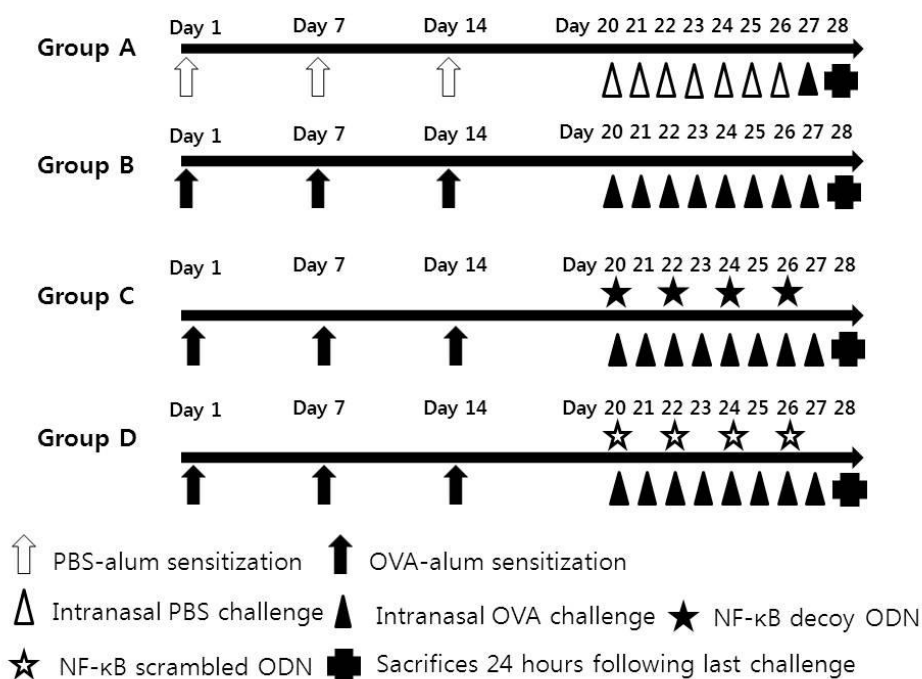 Day 1 Day 7 Day 14 Day 20 21 22 23 24 25 26 27 28
Group A
Day 1 Day 7 Day 14 Day 20 21 22 23 24 25 26 27 28
Group B
Day 1 Day 7 Day 14 Day 20 21 22 23 24 25 26 27 28
Group C
Day 1 Day 7 Day 14 Day 20 21 22 23 24 25 26 27 28
Group D
PBS-alum sensitization OVA-alum sensitization
Intranasal PBS challenge Intranasal OVA challenge NF-κB decoy ODN
NF-κB scrambled ODN Sacrifices 24 hours following last challenge